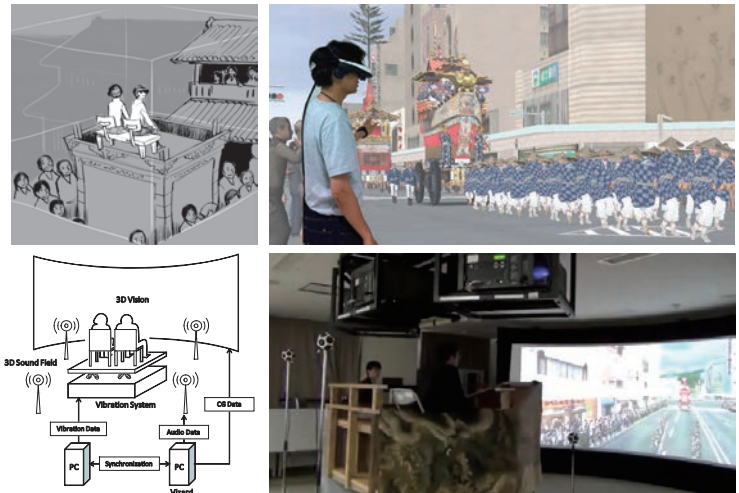 3D Vision
3D Sound Field
Vibration System
CG Data
Vibration Data
Audio Data
PC
Synchronization
PC
Vizard